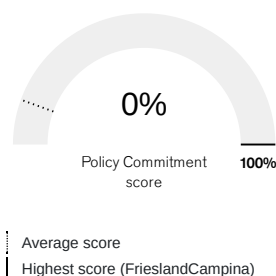 0%
Policy Commitment
score
100%
Average score
Highest score (FrieslandCampina)